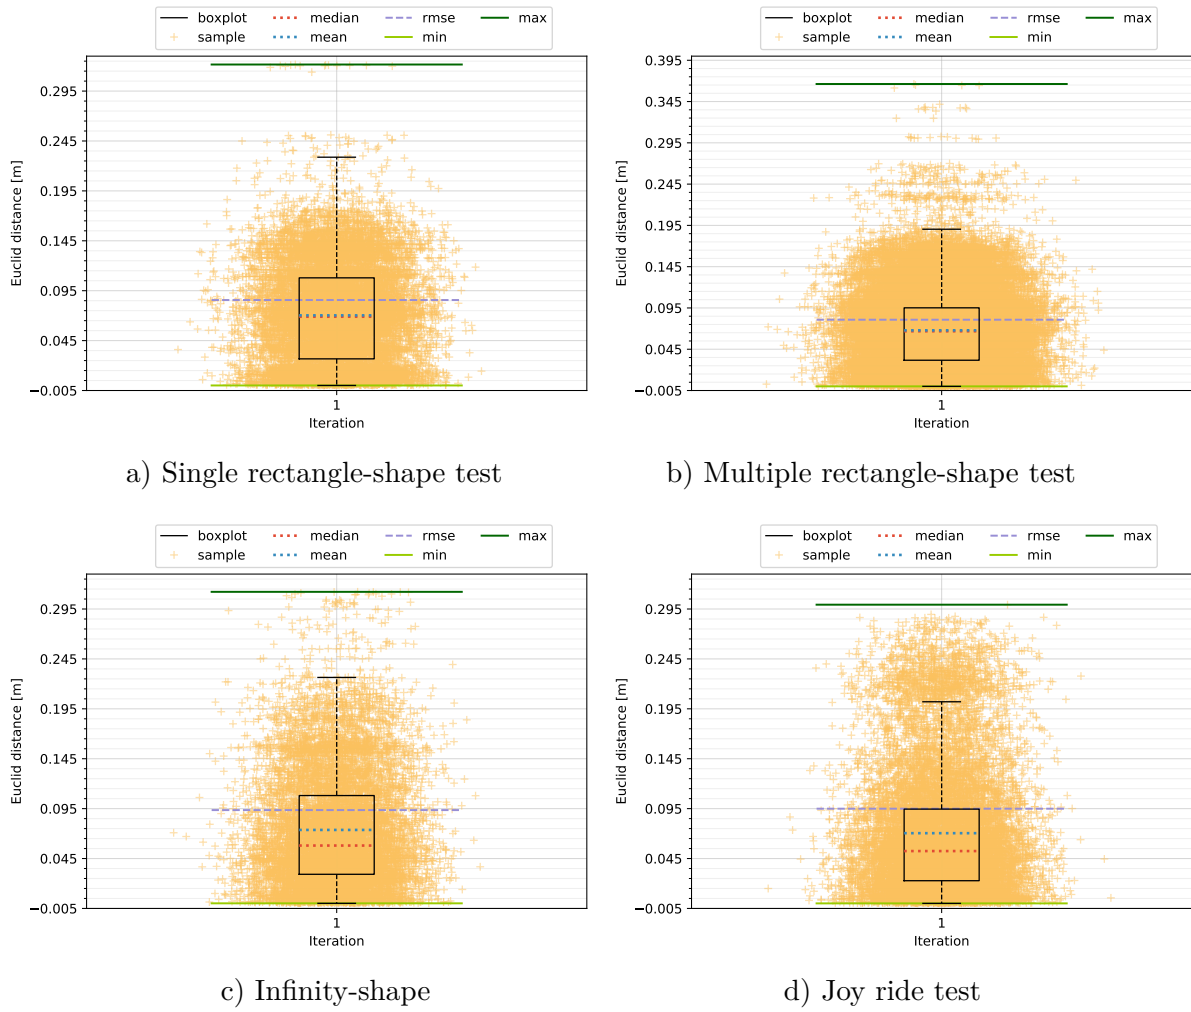 boxplot median rmse max
sample mean min
0.295
0.245
0.195
0.145
0.095
0.045
−0.005
Euclid distance [m]
1
Iteration
a) Single rectangle-shape test
boxplot median rmse max
sample mean min
0.395
0.345
0.295
0.245
0.195
0.145
0.095
0.045
−0.005
Euclid distance [m]
1
Iteration
b) Multiple rectangle-shape test
boxplot median rmse max
sample mean min
0.295
0.245
0.195
0.145
0.095
0.045
−0.005
Euclid distance [m]
1
Iteration
c) Infinity-shape
boxplot median rmse max
sample mean min
0.295
0.245
0.195
0.145
0.095
0.045
−0.005
Euclid distance [m]
1
Iteration
d) Joy ride test